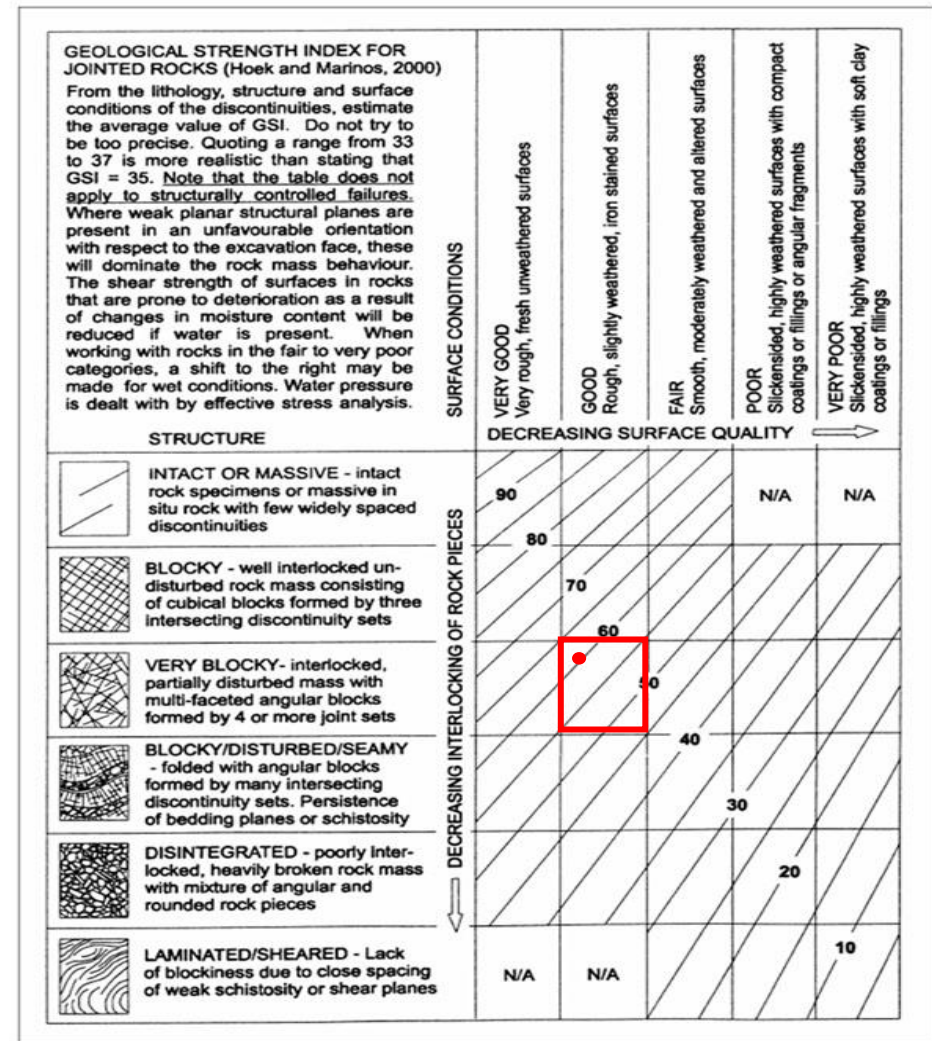 GEOLOGICAL STRENGTH INDEX FOR
JOINTED ROCKS (Hoek and Marinos, 2000)
From the lithology, structure and surface
conditions of the discontinuities, estimate
the average value of GSI. Do not try to
be too precise. Quoting a range from 33
to 37 is more realistic than stating that
GSI = 35. Note that the table does not
apply to structurally controlled failures.
Where weak planar structural planes are
present in an unfavourable orientation
with respect to the excavation face, these
will dominate the rock mass behaviour.
The shear strength of surfaces in rocks
that are prone to deterioration as a result
of changes in moisture content will be
reduced if water is present. When
working with rocks in the fair to very poor
categories, a shift to the right may be
made for wet conditions. Water pressure
is dealt with by effective stress analysis.
STRUCTURE
SURFACE CONDITIONS
VERY GOOD
Very rough, fresh unweathered surfaces
GOOD
Rough, slightly weathered, iron stained surfaces
FAIR
Smooth, moderately weathered and altered surfaces
POOR
Slickensided, highly weathered surfaces with compact
coatings or fillings or angular fragments
VERY POOR
Slickensided, highly weathered surfaces with soft clay
coatings or fillings
DECREASING SURFACE QUALITY
DECREASING INTERLOCKING OF ROCK PIECES
INTACT OR MASSIVE - intact
rock specimens or massive in
situ rock with few widely spaced
discontinuities
BLOCKY - well interlocked un-
disturbed rock mass consisting
of cubical blocks formed by three
intersecting discontinuity sets
VERY BLOCKY- interlocked,
partially disturbed mass with
multi-faceted angular blocks
formed by 4 or more joint sets
BLOCKY/DISTURBED/SEAMY
- folded with angular blocks
formed by many intersecting
discontinuity sets. Persistence
of bedding planes or schistosity
DISINTEGRATED - poorly inter-
locked, heavily broken rock mass
with mixture of angular and
rounded rock pieces
LAMINATED/SHEARED - Lack
of blockiness due to close spacing
of weak schistosity or shear planes
90
N/A
N/A
80
70
60
50
40
30
20
10
N/A
N/A